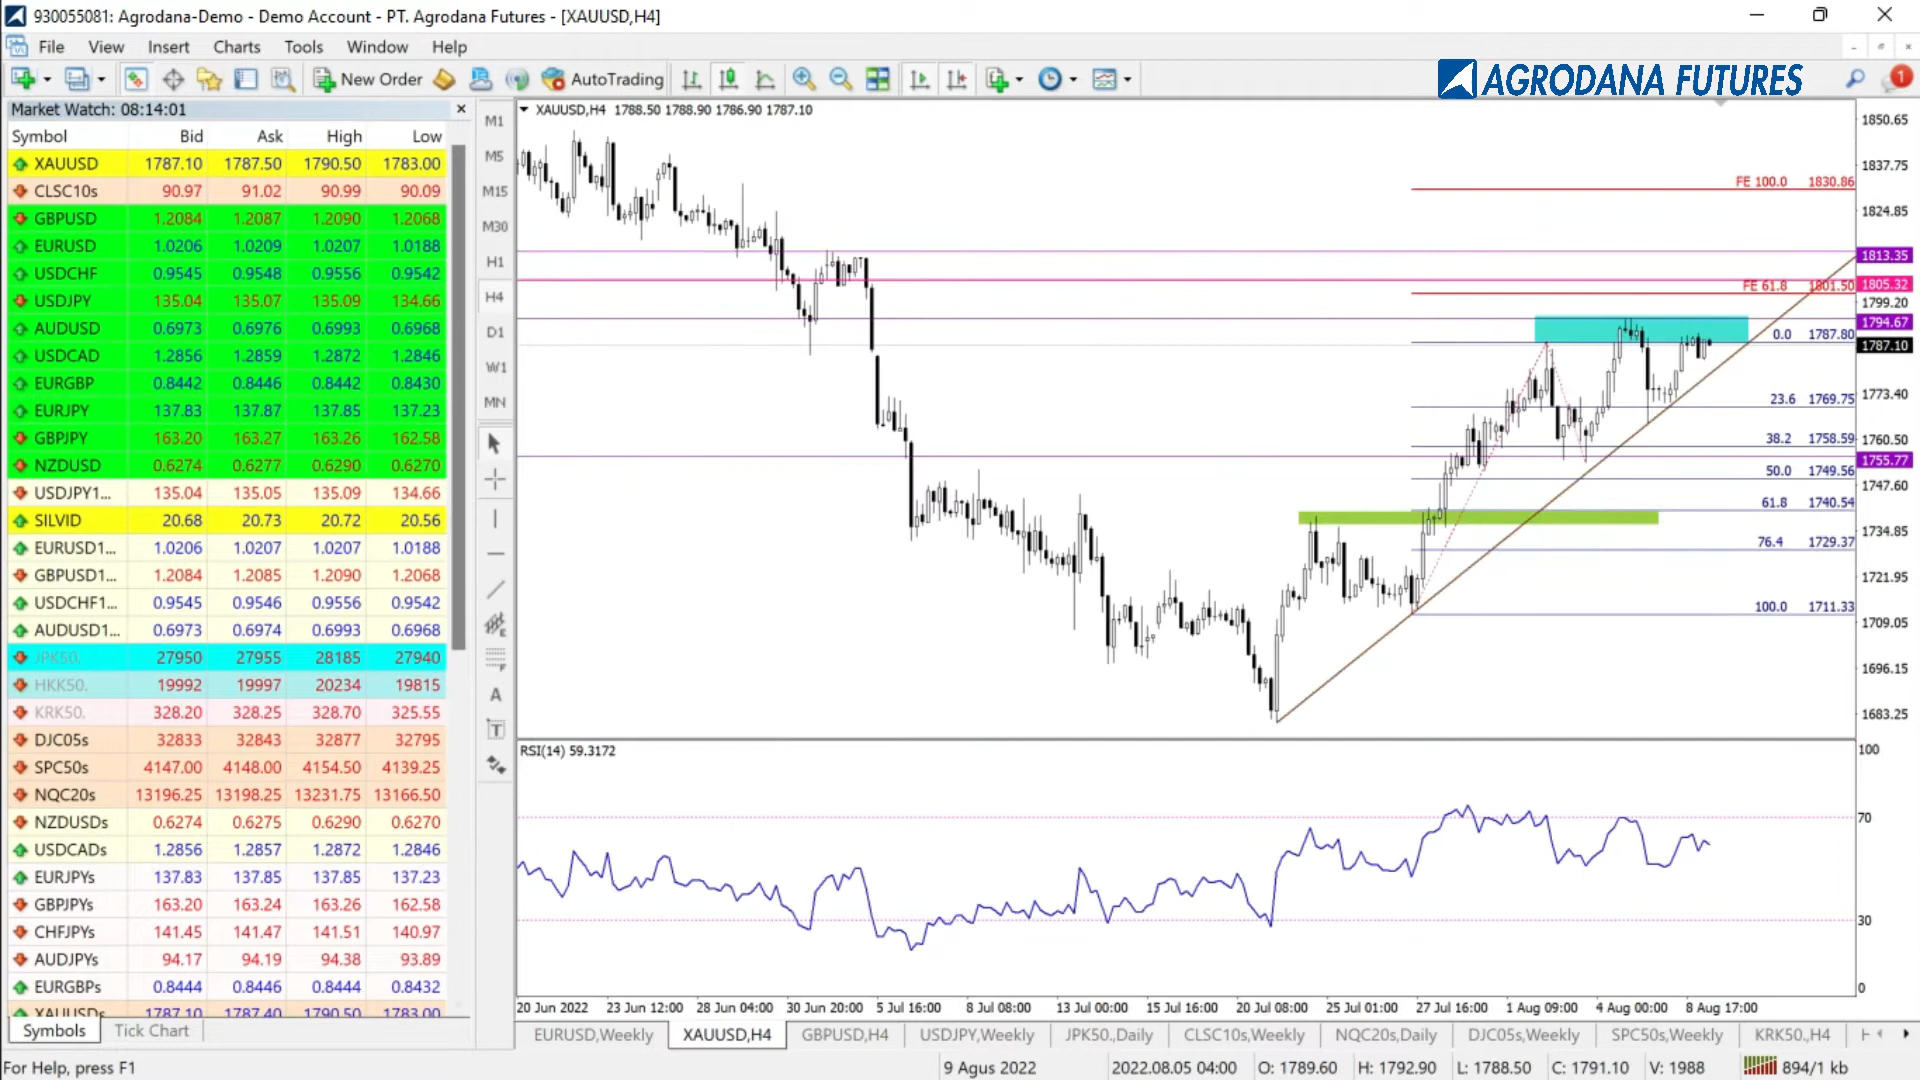 930055081: Agrodana-Demo - Demo Account - PT. Agrodana Futures - [XAUUSD,H4]
File View Insert Charts Tools Window Help
New Order AutoTrading
AGRODANA FUTURES
1
Market Watch: 08:14:01
Symbol Bid Ask High Low
XAUUSD 1787.10 1787.50 1790.50 1783.00
CLSC10s 90.97 91.02 90.99 90.09
GBPUSD 1.2084 1.2087 1.2090 1.2068
EURUSD 1.0206 1.0209 1.0207 1.0188
USDCHF 0.9545 0.9548 0.9556 0.9542
USDJPY 135.04 135.07 135.09 134.66
AUDUSD 0.6973 0.6976 0.6993 0.6968
USDCAD 1.2856 1.2859 1.2872 1.2846
EURGBP 0.8442 0.8446 0.8442 0.8430
EURJPY 137.83 137.87 137.85 137.23
GBPJPY 163.20 163.27 163.26 162.58
NZDUSD 0.6274 0.6277 0.6290 0.6270
USDJPY1... 135.04 135.05 135.09 134.66
SILVID 20.68 20.73 20.72 20.56
EURUSD1... 1.0206 1.0207 1.0207 1.0188
GBPUSD1... 1.2084 1.2085 1.2090 1.2068
USDCHF1... 0.9545 0.9546 0.9556 0.9542
AUDUSD1... 0.6973 0.6974 0.6993 0.6968
JPK50. 27950 27955 28185 27940
HKK50. 19992 19997 20234 19815
KRK50. 328.20 328.25 328.70 325.55
DJC05s 32833 32843 32877 32795
SPC50s 4147.00 4148.00 4154.50 4139.25
NQC20s 13196.25 13198.25 13231.75 13166.50
NZDUSDs 0.6274 0.6275 0.6290 0.6270
USDCADs 1.2856 1.2857 1.2872 1.2846
EURJPYs 137.83 137.85 137.85 137.23
GBPJPYs 163.20 163.24 163.26 162.58
CHFJPYs 141.45 141.47 141.51 140.97
AUDJPYs 94.17 94.19 94.38 93.89
EURGBPs 0.8444 0.8446 0.8444 0.8432
XAUUSDs 1787.10 1787.40 1790.50 1783.00
Symbols Tick Chart
M1
M5
M15
M30
H1
H4
D1
W1
MN
A
T
XAUUSD,H4 1788.50 1788.90 1786.90 1787.10
FE 100.0 1830.86
FE 61.8 1801.50
0.0 1787.80
23.6 1769.75
38.2 1758.59
50.0 1749.56
61.8 1740.54
76.4 1729.37
100.0 1711.33
1850.65
1837.75
1824.85
1813.35
1805.32
1799.20
1794.67
1787.10
1773.40
1760.50
1755.77
1747.60
1734.85
1721.95
1709.05
1696.15
1683.25
RSI(14) 59.3172
100
70
30
0
20 Jun 2022 23 Jun 12:00 28 Jun 04:00 30 Jun 20:00 5 Jul 16:00 8 Jul 08:00 13 Jul 00:00 15 Jul 16:00 20 Jul 08:00 25 Jul 01:00 27 Jul 16:00 1 Aug 09:00 4 Aug 00:00 8 Aug 17:00
EURUSD,Weekly XAUUSD,H4 GBPUSD,H4 USDJPY,Weekly JPK50.,Daily CLSC10s,Weekly NQC20s,Daily DJC05s,Weekly SPC50s,Weekly KRK50.,H4
For Help, press F1 9 Agus 2022 2022.08.05 04:00 O: 1789.60 H: 1792.90 L: 1788.50 C: 1791.10 V: 1988 894/1 kb